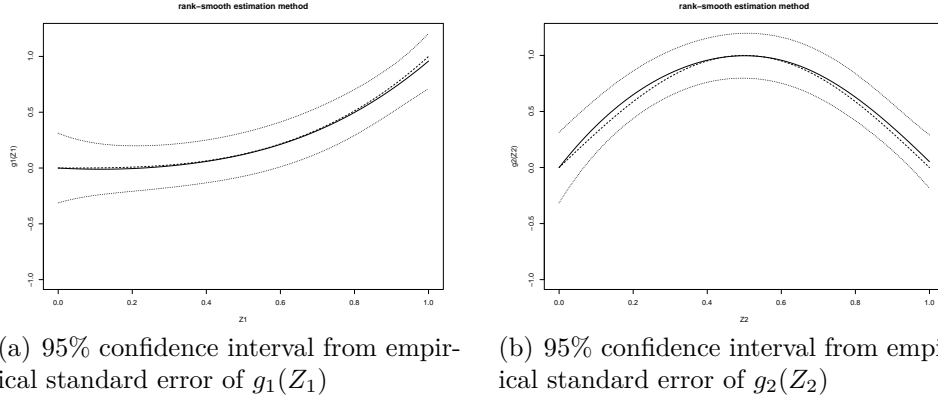 rank−smooth estimation method
g1(Z1)
1.0
0.5
0.0
−0.5
−1.0
0.0 0.2 0.4 0.6 0.8 1.0
Z1
(a) 95% confidence interval from empir-
ical standard error of g1(Z1)
rank−smooth estimation method
g2(Z2)
1.0
0.5
0.0
−0.5
−1.0
0.0 0.2 0.4 0.6 0.8 1.0
Z2
(b) 95% confidence interval from empi
ical standard error of g2(Z2)